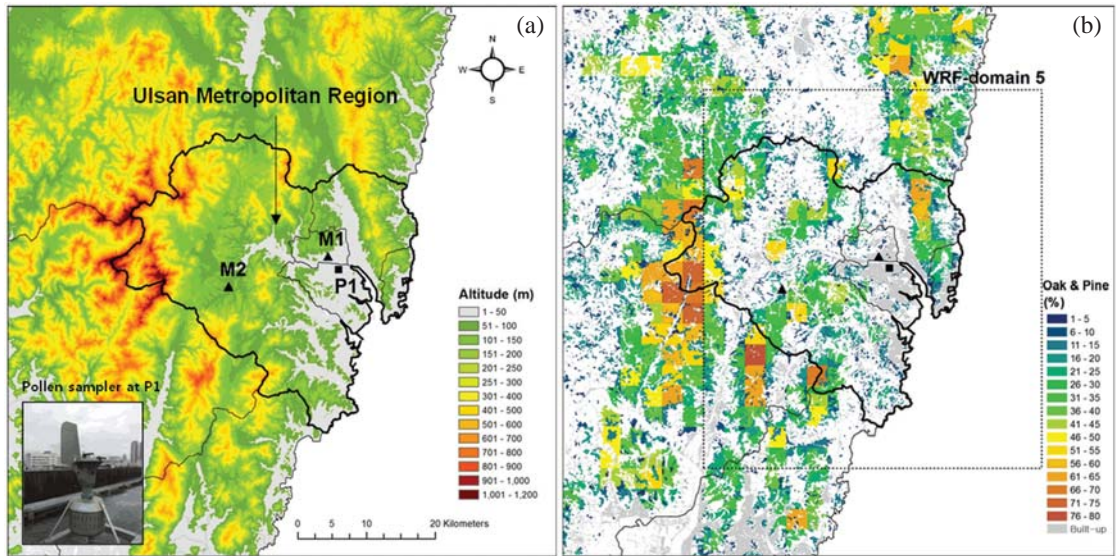 (a)
N
W E
S
Ulsan Metropolitan Region
M1
M2
P1
Altitude (m)
1 - 50
51 - 100
101 - 150
151 - 200
201 - 250
251 - 300
301 - 400
401 - 500
501 - 600
601 - 700
701 - 800
801 - 900
901 - 1,000
1,001 - 1,200
Pollen sampler at P1
0 5 10 20 Kilometers
(b)
WRF-domain 5
Oak & Pine
(%)
1 - 5
6 - 10
11 - 15
16 - 20
21 - 25
26 - 30
31 - 35
36 - 40
41 - 45
46 - 50
51 - 55
56 - 60
61 - 65
66 - 70
71 - 75
76 - 80
Built-up